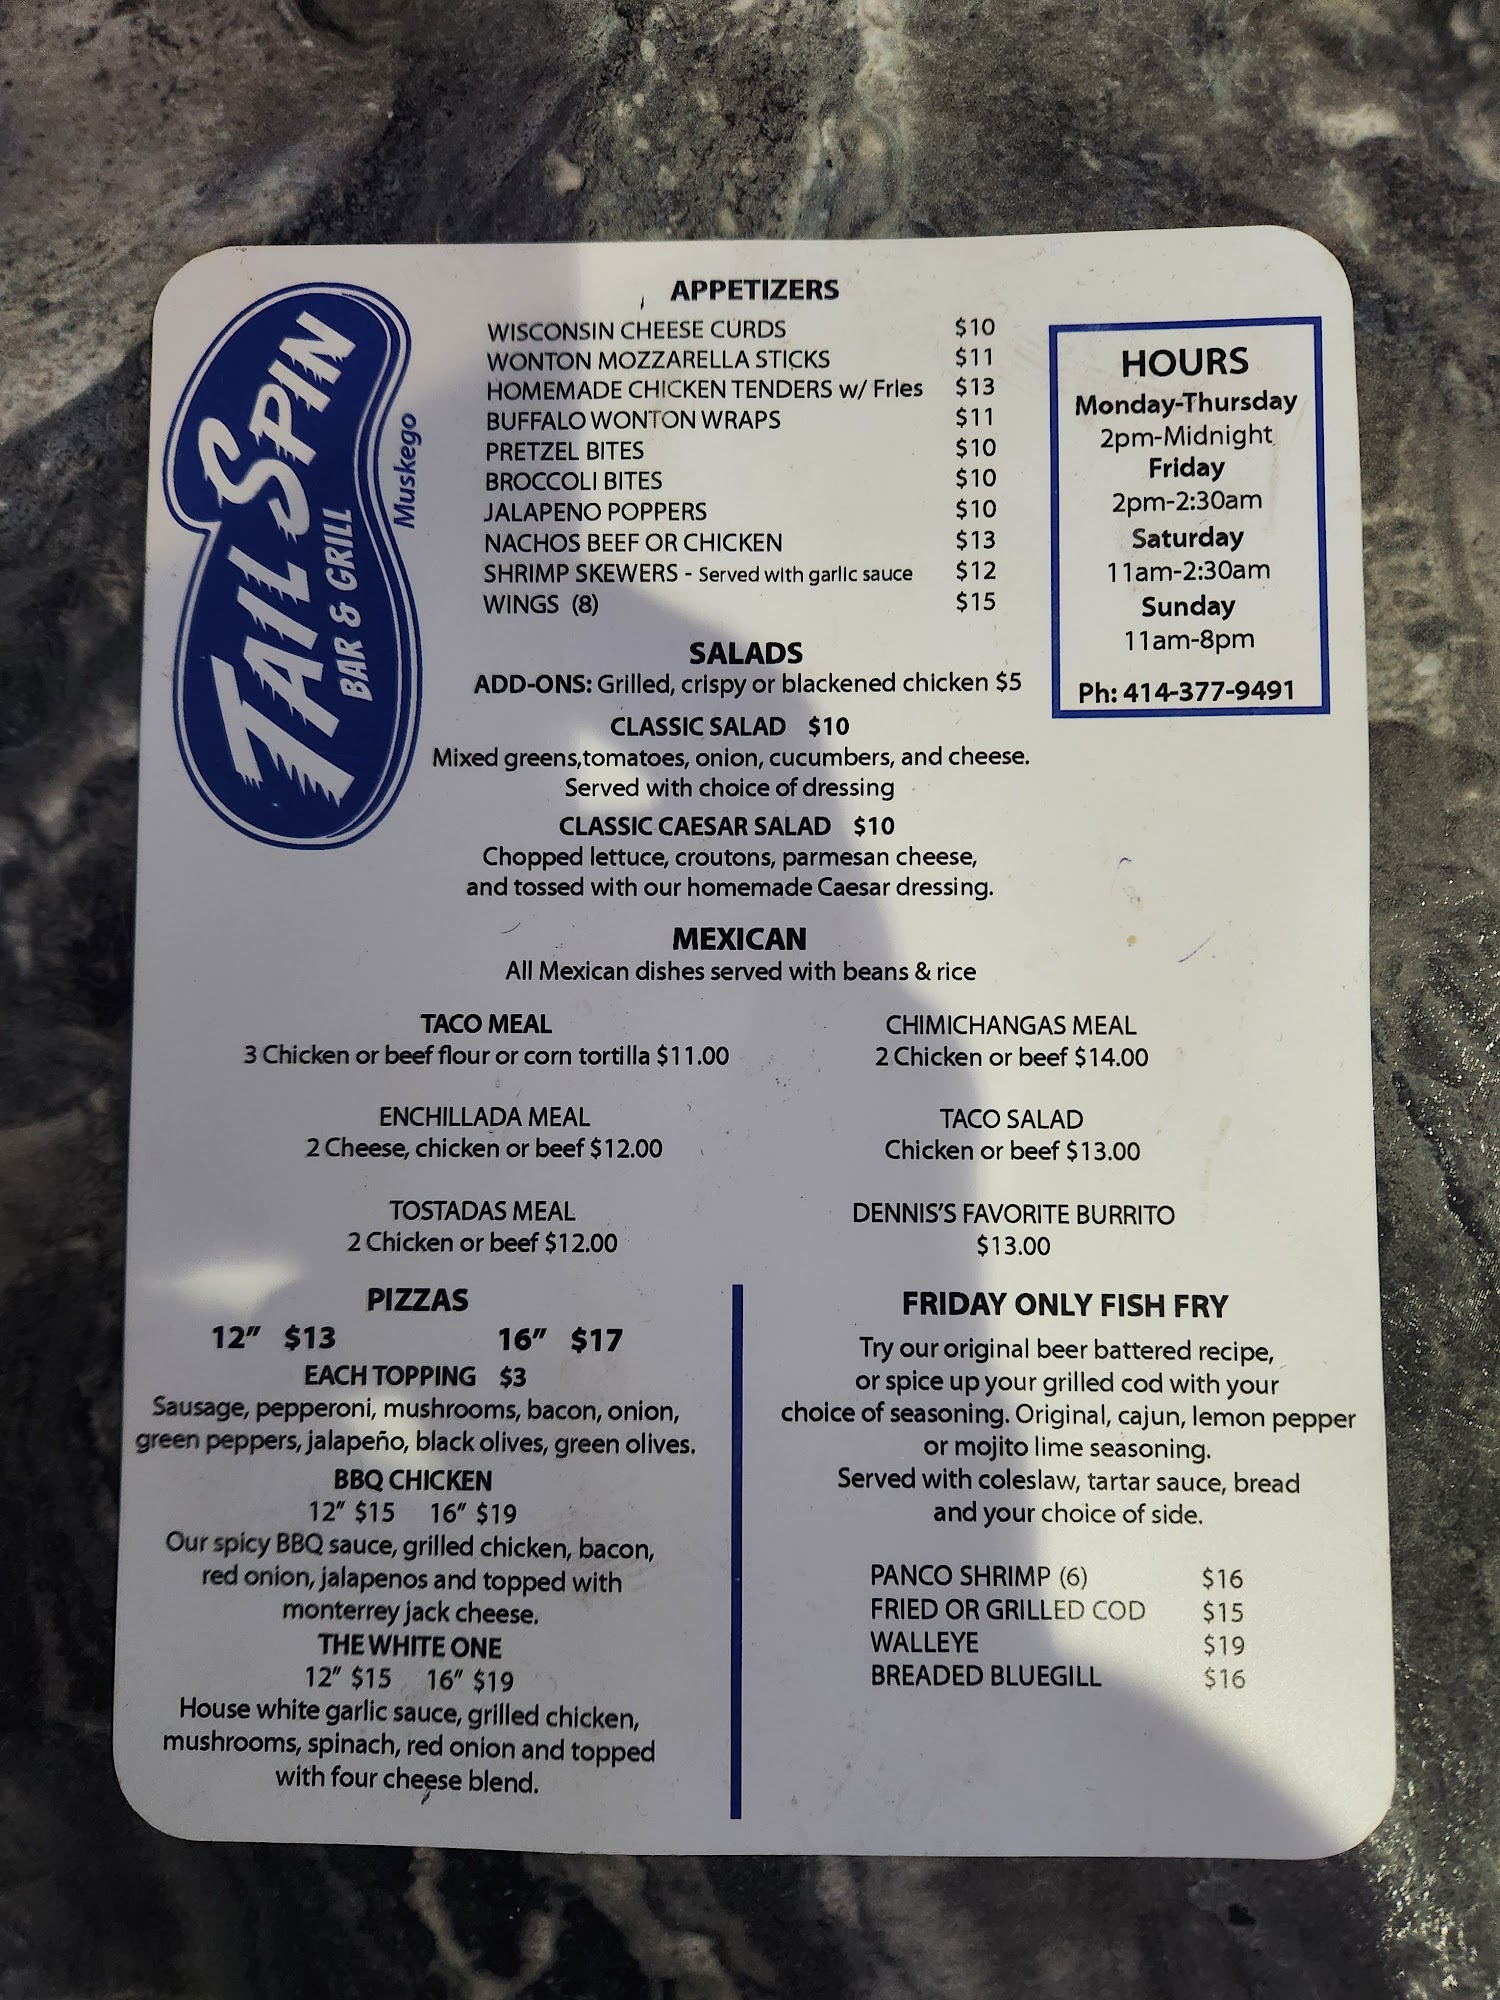 TAIL SPIN
BAR & GRILL
Muskego
APPETIZERS
WISCONSIN CHEESE CURDS $10
WONTON MOZZARELLA STICKS $11
HOMEMADE CHICKEN TENDERS w/ Fries $13
BUFFALO WONTON WRAPS $11
PRETZEL BITES $10
BROCCOLI BITES $10
JALAPENO POPPERS $10
NACHOS BEEF OR CHICKEN $13
SHRIMP SKEWERS - Served with garlic sauce $12
WINGS (8) $15
HOURS
Monday-Thursday
2pm-Midnight
Friday
2pm-2:30am
Saturday
11am-2:30am
Sunday
11am-8pm
Ph: 414-377-9491
SALADS
ADD-ONS: Grilled, crispy or blackened chicken $5
CLASSIC SALAD $10
Mixed greens,tomatoes, onion, cucumbers, and cheese.
Served with choice of dressing
CLASSIC CAESAR SALAD $10
Chopped lettuce, croutons, parmesan cheese,
and tossed with our homemade Caesar dressing.
MEXICAN
All Mexican dishes served with beans & rice
TACO MEAL
3 Chicken or beef flour or corn tortilla $11.00
ENCHILLADA MEAL
2 Cheese, chicken or beef $12.00
TOSTADAS MEAL
2 Chicken or beef $12.00
CHIMICHANGAS MEAL
2 Chicken or beef $14.00
TACO SALAD
Chicken or beef $13.00
DENNIS'S FAVORITE BURRITO
$13.00
PIZZAS
12" $13 16" $17
EACH TOPPING $3
Sausage, pepperoni, mushrooms, bacon, onion,
green peppers, jalapeño, black olives, green olives.
BBQ CHICKEN
12" $15 16" $19
Our spicy BBQ sauce, grilled chicken, bacon,
red onion, jalapenos and topped with
monterrey jack cheese.
THE WHITE ONE
12" $15 16" $19
House white garlic sauce, grilled chicken,
mushrooms, spinach, red onion and topped
with four cheese blend.
FRIDAY ONLY FISH FRY
Try our original beer battered recipe,
or spice up your grilled cod with your
choice of seasoning. Original, cajun, lemon pepper
or mojito lime seasoning.
Served with coleslaw, tartar sauce, bread
and your choice of side.
PANCO SHRIMP (6) $16
FRIED OR GRILLED COD $15
WALLEYE $19
BREADED BLUEGILL $16